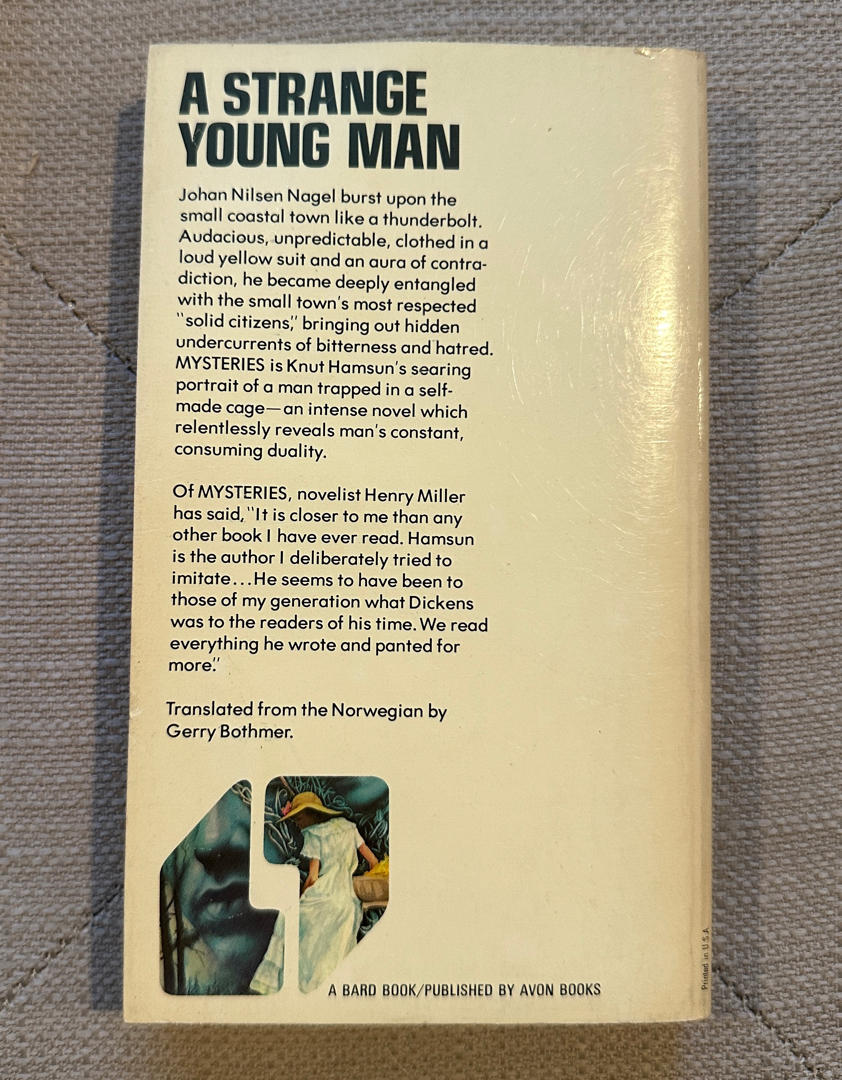 A STRANGE
YOUNG MAN
Johan Nilsen Nagel burst upon the
small coastal town like a thunderbolt.
Audacious, unpredictable, clothed in a
loud yellow suit and an aura of contra-
diction, he became deeply entangled
with the small town's most respected
"solid citizens," bringing out hidden
undercurrents of bitterness and hatred.
MYSTERIES is Knut Hamsun's searing
portrait of a man trapped in a self-
made cage—an intense novel which
relentlessly reveals man's constant,
consuming duality.
Of MYSTERIES, novelist Henry Miller
has said, "It is closer to me than any
other book I have ever read. Hamsun
is the author I deliberately tried to
imitate...He seems to have been to
those of my generation what Dickens
was to the readers of his time. We read
everything he wrote and panted for
more."
Translated from the Norwegian by
Gerry Bothmer.
A BARD BOOK/PUBLISHED BY AVON BOOKS
Printed in U.S.A.